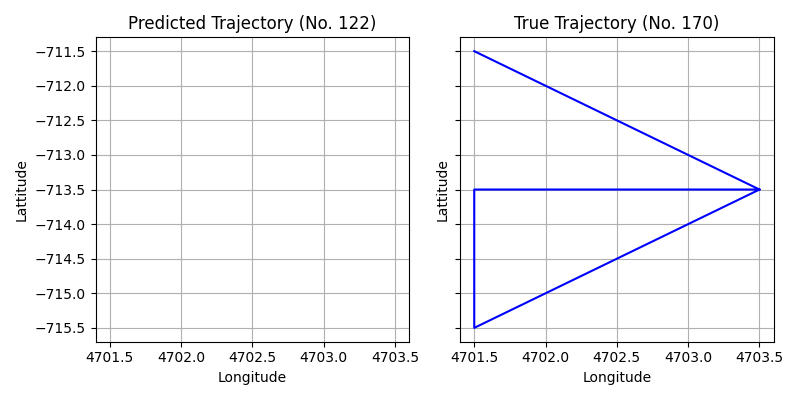 Predicted Trajectory (No. 122)
True Trajectory (No. 170)
−711.5
−712.0
−712.5
−713.0
−713.5
−714.0
−714.5
−715.0
−715.5
Lattitude
Lattitude
4701.5 4702.0 4702.5 4703.0 4703.5
4701.5 4702.0 4702.5 4703.0 4703.5
Longitude
Longitude